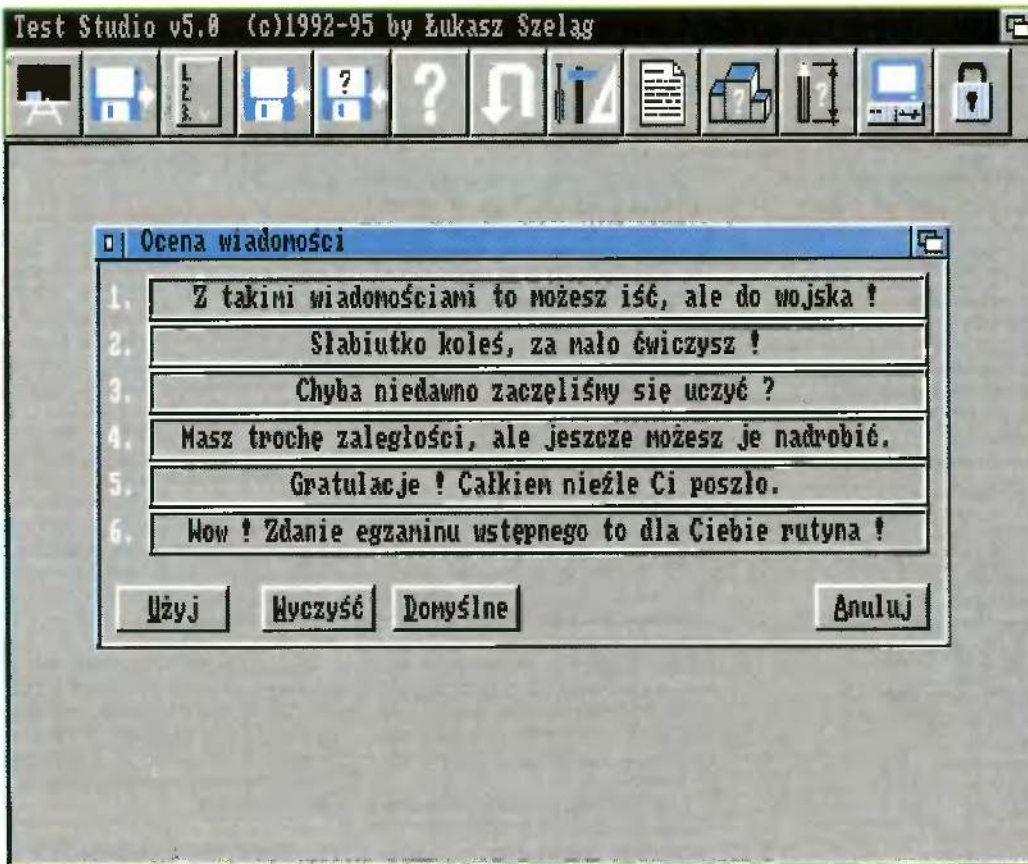 Test Studio v5.0 (c)1992-95 by Łukasz Szeląg
1.
2.
3.
?
?
?
?
Ocena wiadomości
1. Z takimi wiadomościami to możesz iść, ale do wojska !
2. Słabiutko koleś, za mało ćwiczysz !
3. Chyba niedawno zaczęliśmy się uczyć ?
4. Masz trochę zaległości, ale jeszcze możesz je nadrobić.
5. Gratulacje ! Całkiem nieźle Ci poszło.
6. Wow ! Zdanie egzaminu wstępnego to dla Ciebie rutyna !
Użyj Wyczyść Domyślne Anuluj